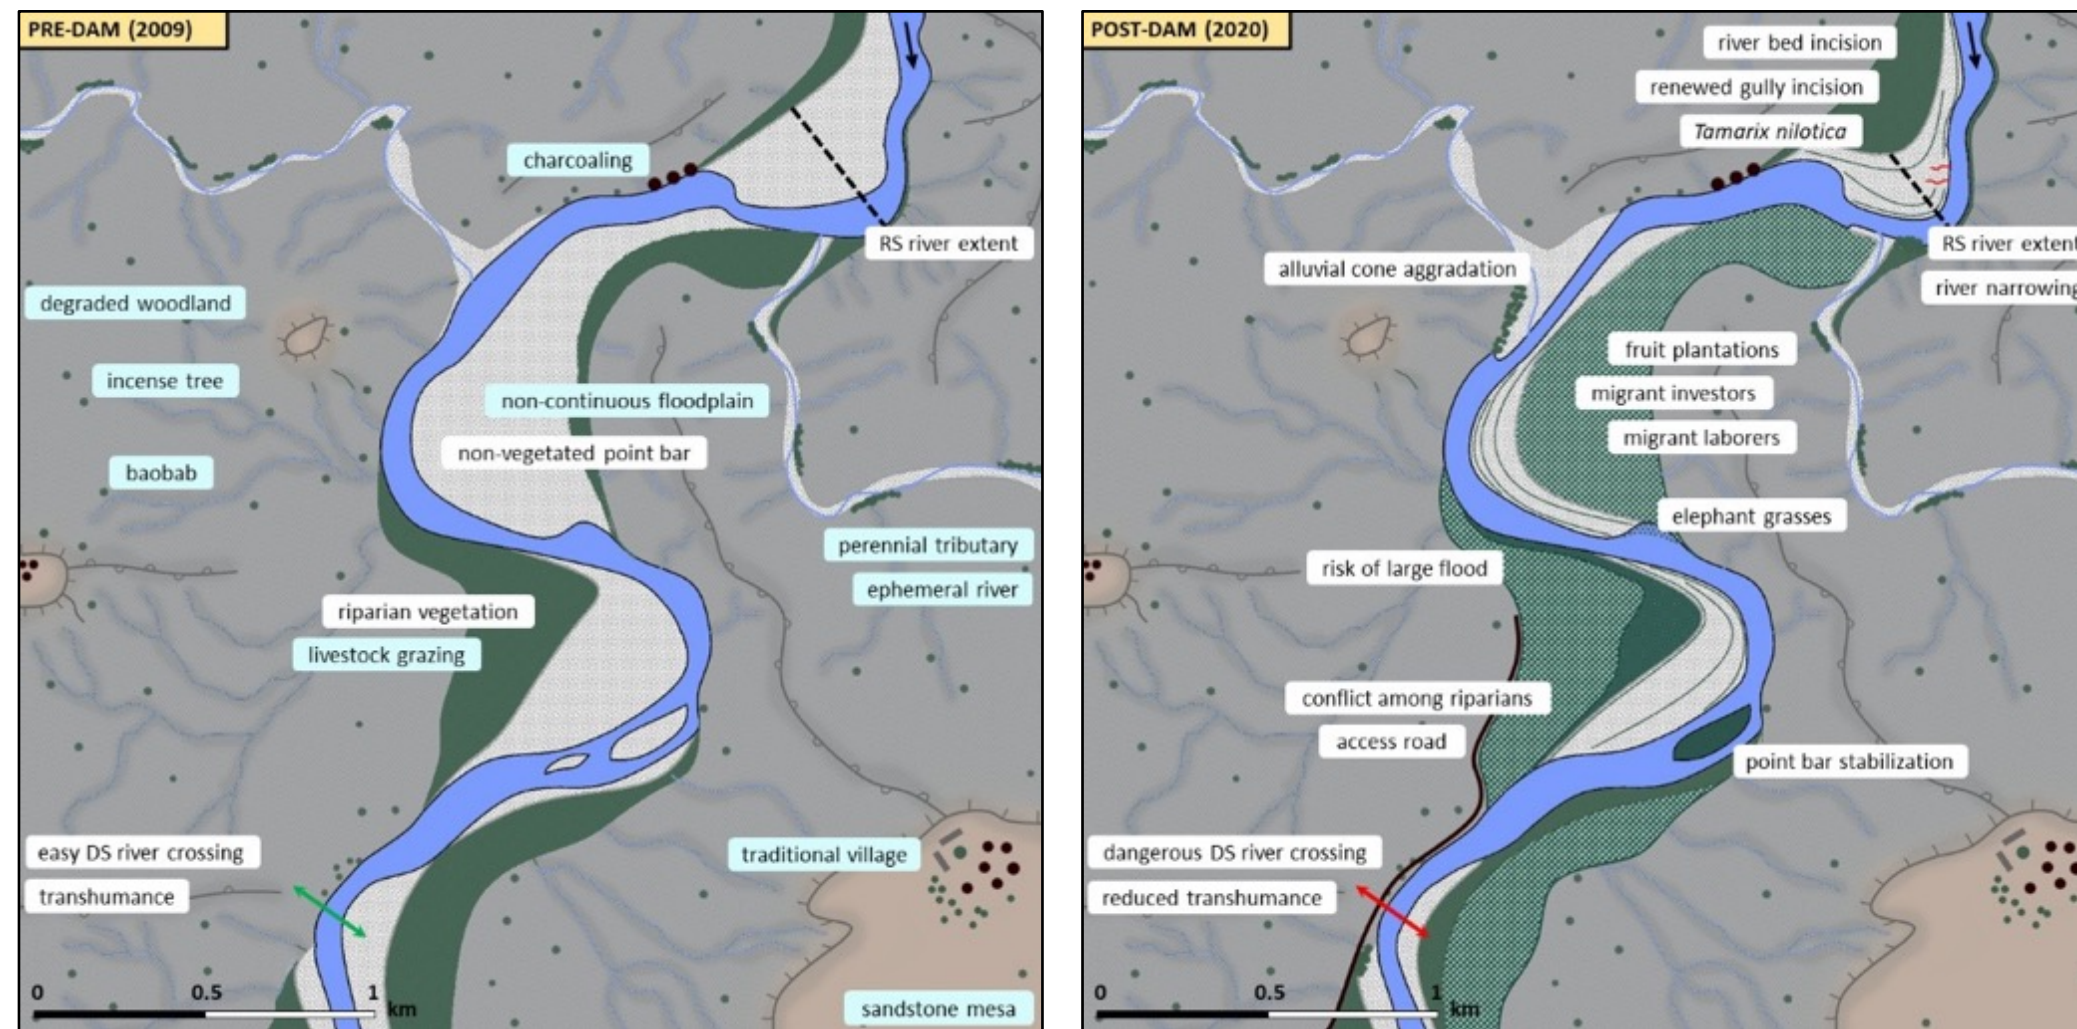 PRE-DAM (2009)
charcoaling
RS river extent
degraded woodland
incense tree
non-continuous floodplain
non-vegetated point bar
baobab
perennial tributary
ephemeral river
riparian vegetation
livestock grazing
easy DS river crossing
transhumance
traditional village
sandstone mesa
0 0.5 1 km
POST-DAM (2020)
river bed incision
renewed gully incision
Tamarix nilotica
RS river extent
alluvial cone aggradation
river narrowing
fruit plantations
migrant investors
migrant laborers
elephant grasses
risk of large flood
conflict among riparians
access road
point bar stabilization
dangerous DS river crossing
reduced transhumance
0 0.5 1 km